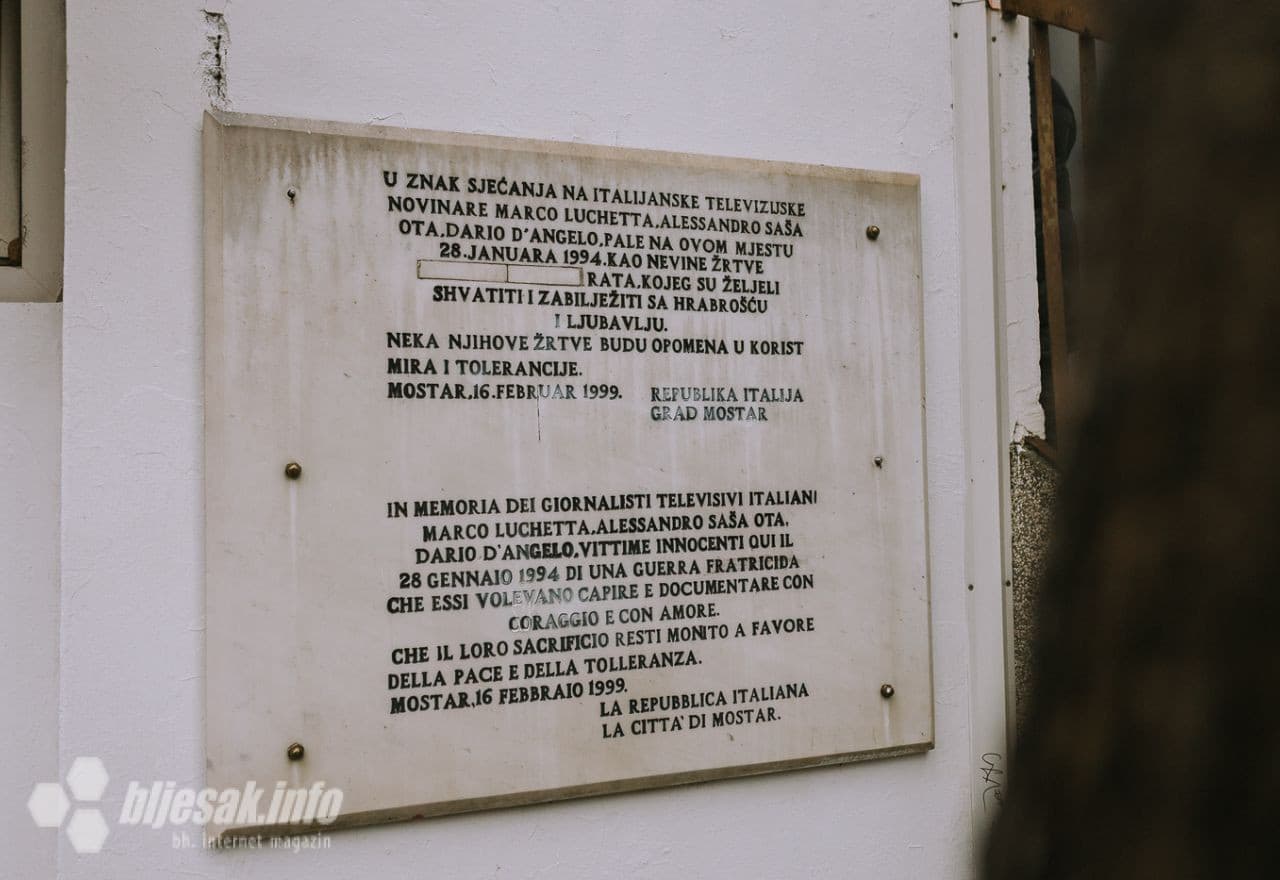 U ZNAK SJEĆANJA NA ITALIJANSKE TELEVIZIJSKE
NOVINARE MARCO LUCHETTA,ALESSANDRO SAŠA
OTA,DARIO D'ANGELO,PALE NA OVOM MJESTU
28.JANUARA 1994.KAO NEVINE ŽRTVE
RATA,KOJEG SU ŽELJELI
SHVATITI I ZABILJEŽITI SA HRABROŠĆU
I LJUBAVLJU.
NEKA NJIHOVE ŽRTVE BUDU OPOMENA U KORIST
MIRA I TOLERANCIJE.
MOSTAR,16.FEBRUAR 1999.
REPUBLIKA ITALIJA
GRAD MOSTAR
IN MEMORIA DEI GIORNALISTI TELEVISIVI ITALIANI
MARCO LUCHETTA,ALESSANDRO SAŠA OTA,
DARIO D'ANGELO,VITTIME INNOCENTI QUI IL
28 GENNAIO 1994 DI UNA GUERRA FRATRICIDA
CHE ESSI VOLEVANO CAPIRE E DOCUMENTARE CON
CORAGGIO E CON AMORE.
CHE IL LORO SACRIFICIO RESTI MONITO A FAVORE
DELLA PACE E DELLA TOLLERANZA.
MOSTAR,16 FEBBRAIO 1999.
LA REPUBBLICA ITALIANA
LA CITTA' DI MOSTAR.
bljesak.info
bh. internet magazin